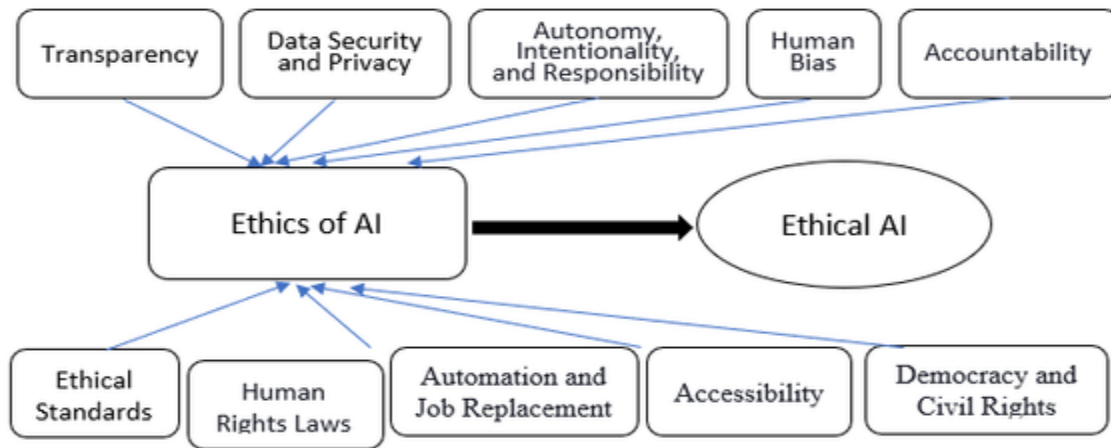 Transparency
Data Security
and Privacy
Autonomy,
Intentionality,
and Responsibility
Human
Bias
Accountability
Ethics of AI
Ethical AI
Ethical
Standards
Human
Rights Laws
Automation and
Job Replacement
Accessibility
Democracy and
Civil Rights